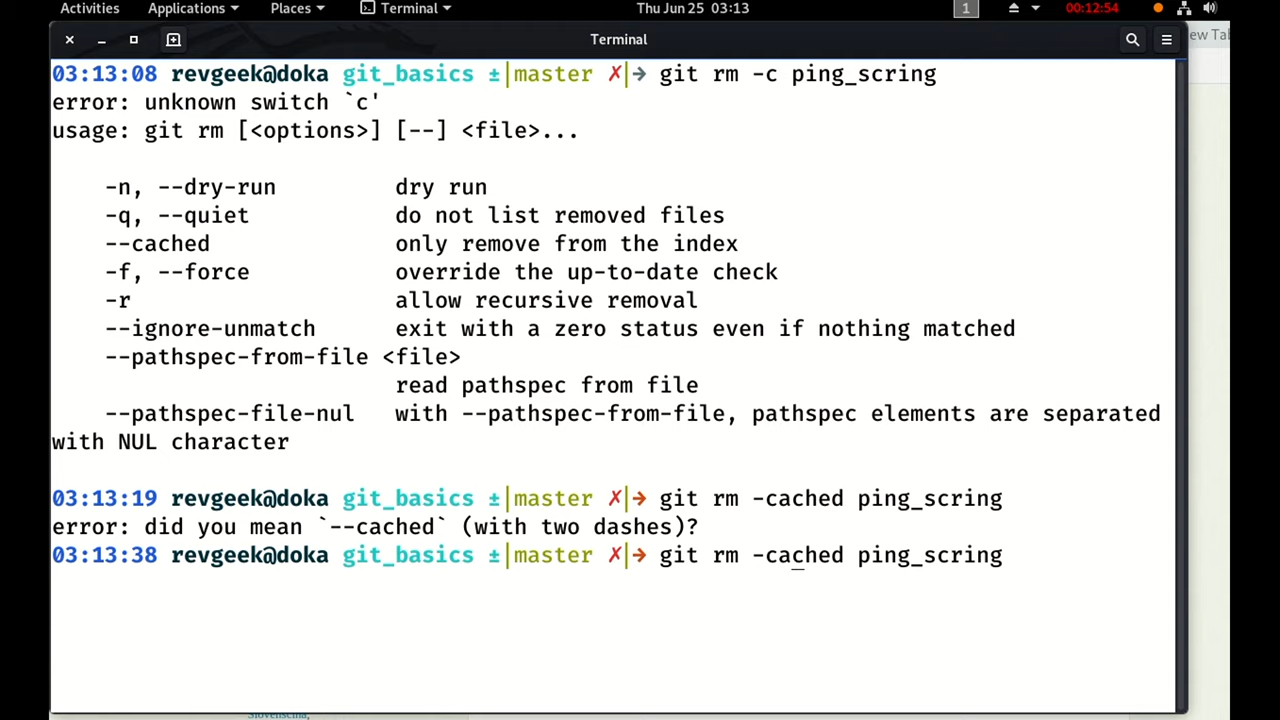 Activities Applications Places Terminal Thu Jun 25 03:13 1 00:12:54
Terminal
ew Tab
03:13:08 revgeek@doka git_basics ±|master ✗|→ git rm -c ping_scring
error: unknown switch `c'
usage: git rm [<options>] [--] <file>...
-n, --dry-run dry run
-q, --quiet do not list removed files
--cached only remove from the index
-f, --force override the up-to-date check
-r allow recursive removal
--ignore-unmatch exit with a zero status even if nothing matched
--pathspec-from-file <file>
read pathspec from file
--pathspec-file-nul with --pathspec-from-file, pathspec elements are separated
with NUL character
03:13:19 revgeek@doka git_basics ±|master ✗|→ git rm -cached ping_scring
error: did you mean `--cached` (with two dashes)?
03:13:38 revgeek@doka git_basics ±|master ✗|→ git rm -cached ping_scring